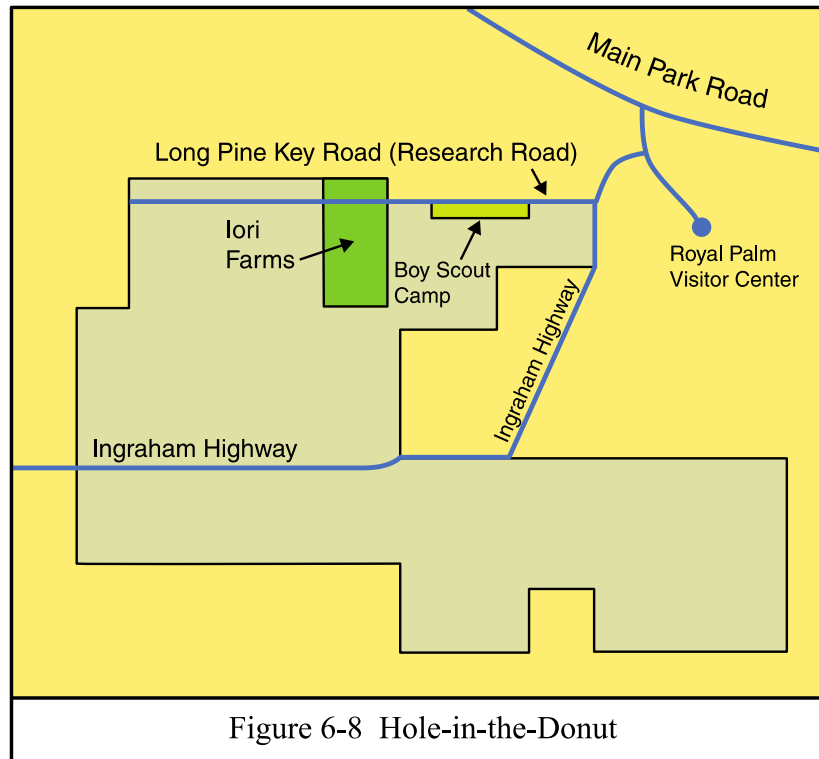 Main Park Road
Long Pine Key Road (Research Road)
Iori
Farms
Boy Scout
Camp
Royal Palm
Visitor Center
Ingraham Highway
Ingraham Highway
Figure 6-8 Hole-in-the-Donut